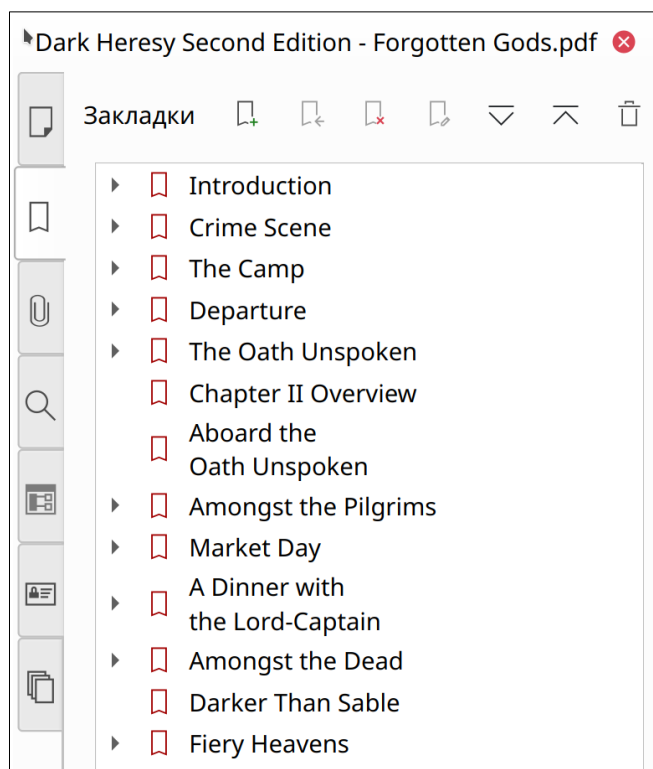 Dark Heresy Second Edition - Forgotten Gods.pdf
Закладки
Introduction
Crime Scene
The Camp
Departure
The Oath Unspoken
Chapter II Overview
Aboard the
Oath Unspoken
Amongst the Pilgrims
Market Day
A Dinner with
the Lord-Captain
Amongst the Dead
Darker Than Sable
Fiery Heavens